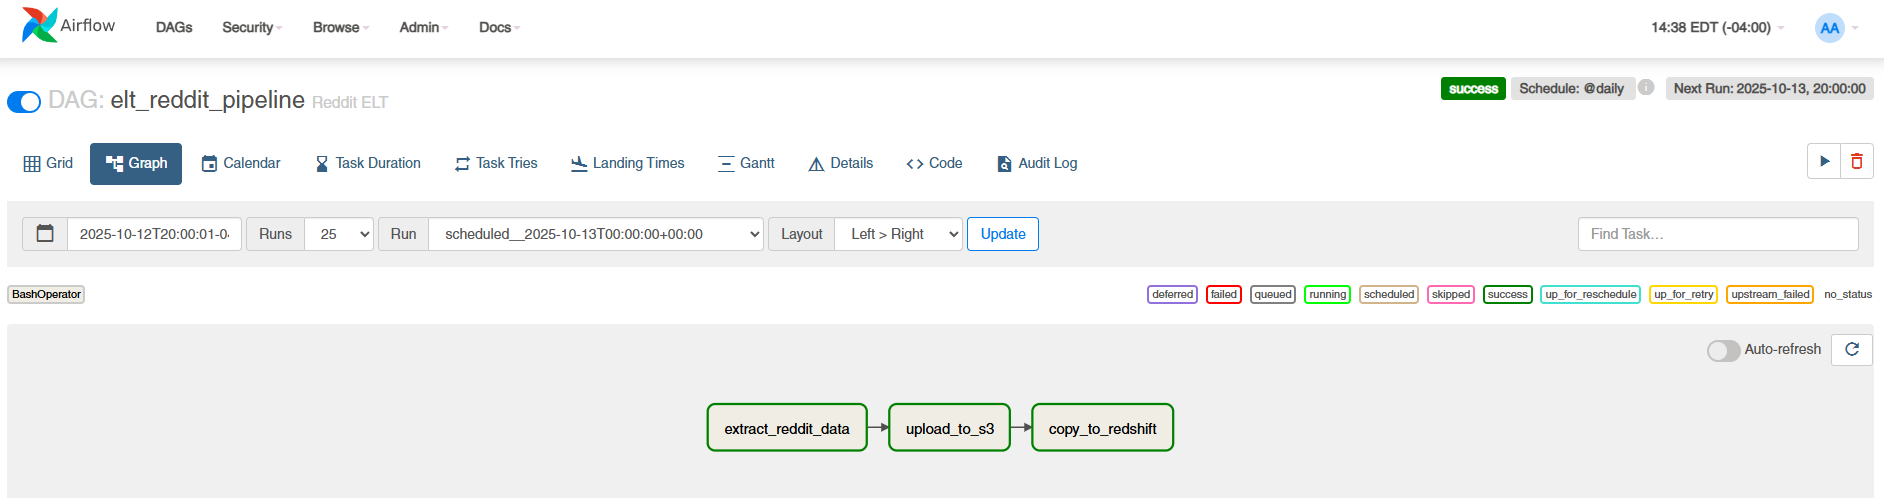 Airflow DAGs Security Browse Admin Docs 14:38 EDT (-04:00) AA
DAG: elt_reddit_pipeline Reddit ELT success Schedule: @daily i Next Run: 2025-10-13, 20:00:00
Grid Graph Calendar Task Duration Task Tries Landing Times Gantt Details Code Audit Log
2025-10-12T20:00:01-04 Runs 25 Run scheduled__2025-10-13T00:00:00+00:00 Layout Left > Right Update Find Task...
BashOperator deferred failed queued running scheduled skipped success up_for_reschedule up_for_retry upstream_failed no_status
Auto-refresh
extract_reddit_data upload_to_s3 copy_to_redshift